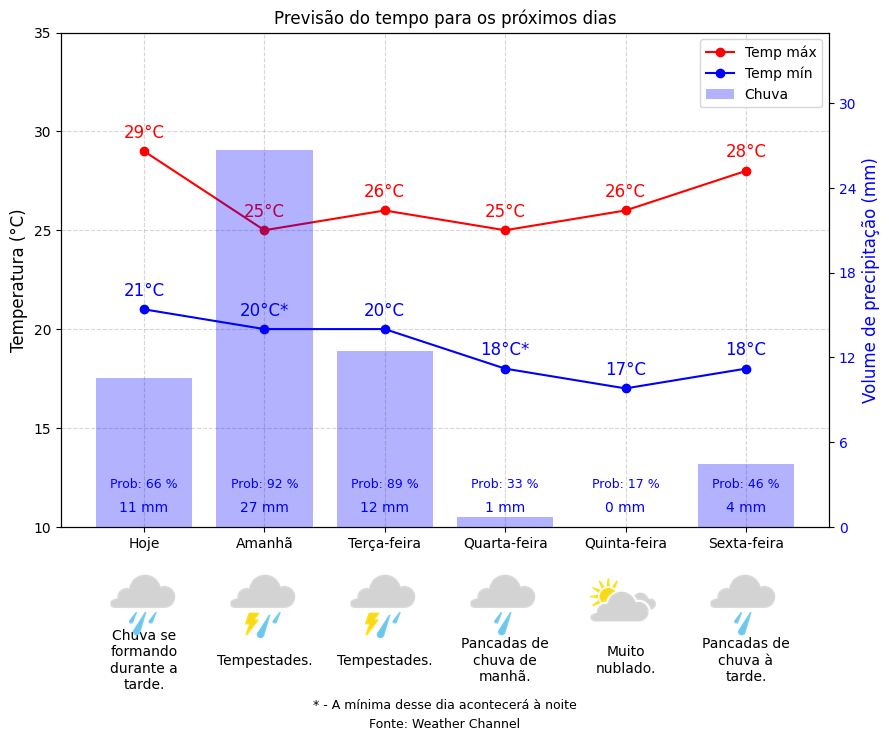 Previsão do tempo para os próximos dias
Temp máx
Temp mín
Chuva
Temperatura (°C)
35
30
25
20
15
10
Volume de precipitação (mm)
30
24
18
12
6
0
29°C
25°C
26°C
25°C
26°C
28°C
21°C
20°C*
20°C
18°C*
17°C
18°C
Prob: 66 %
Prob: 92 %
Prob: 89 %
Prob: 33 %
Prob: 17 %
Prob: 46 %
11 mm
27 mm
12 mm
1 mm
0 mm
4 mm
Hoje
Amanhã
Terça-feira
Quarta-feira
Quinta-feira
Sexta-feira
Chuva se
formando
durante a
tarde.
Tempestades.
Tempestades.
Pancadas de
chuva de
manhã.
Muito
nublado.
Pancadas de
chuva à
tarde.
* - A mínima desse dia acontecerá à noite
Fonte: Weather Channel